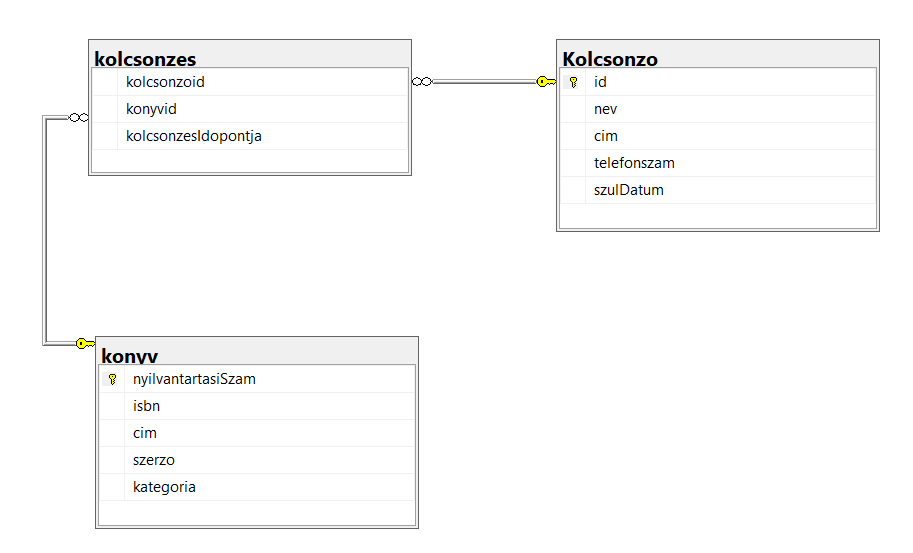 kolcsonzes
kolcsonzoid
konyvid
kolcsonzesIdopontja
Kolcsonzo
id
nev
cim
telefonszam
szulDatum
konyv
nyilvantartasiSzam
isbn
cim
szerzo
kategoria